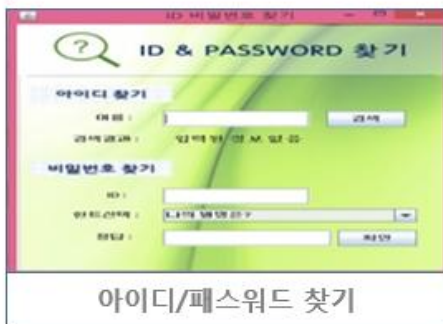 ID 비밀번호 찾기
ID & PASSWORD 찾기
아이디 찾기
이름 :
검색
검색결과 : 입력된 정보 없음
비밀번호 찾기
ID :
힌트선택 : 나의 별명은?
정답 :
확인
아이디/패스워드 찾기